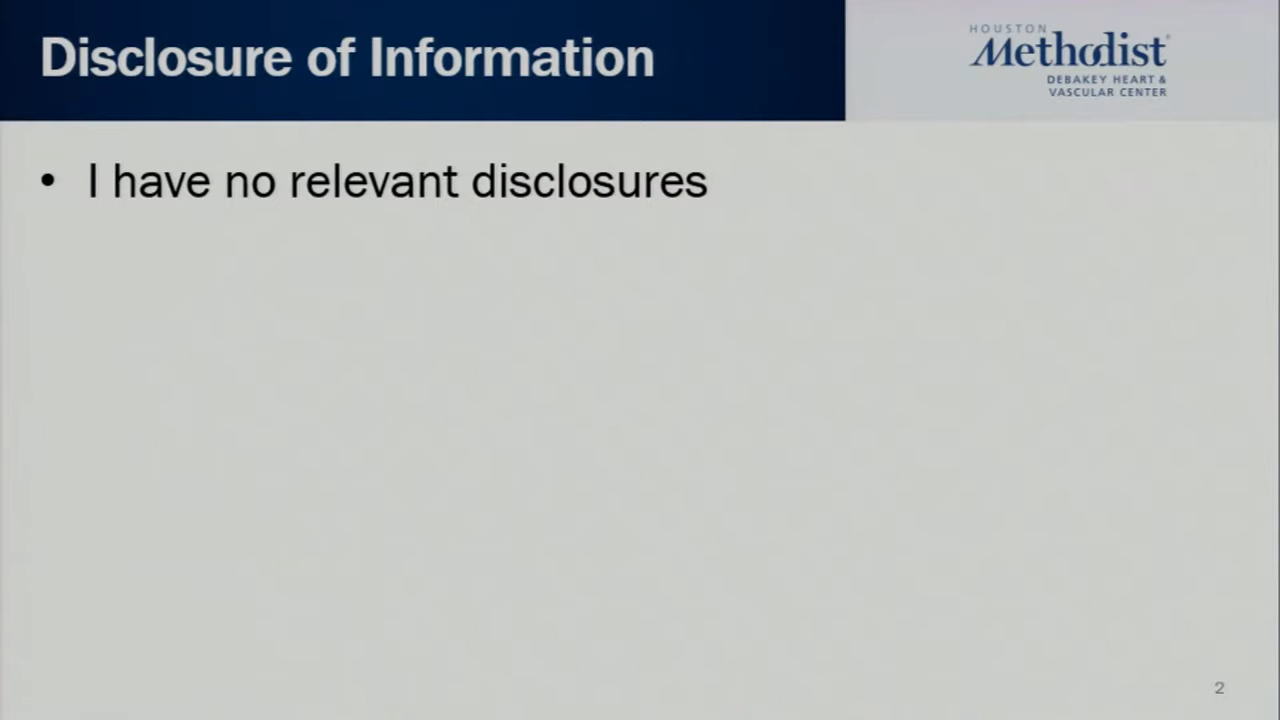 Disclosure of Information
HOUSTON
Methodist®
DEBAKEY HEART &
VASCULAR CENTER
• I have no relevant disclosures
2